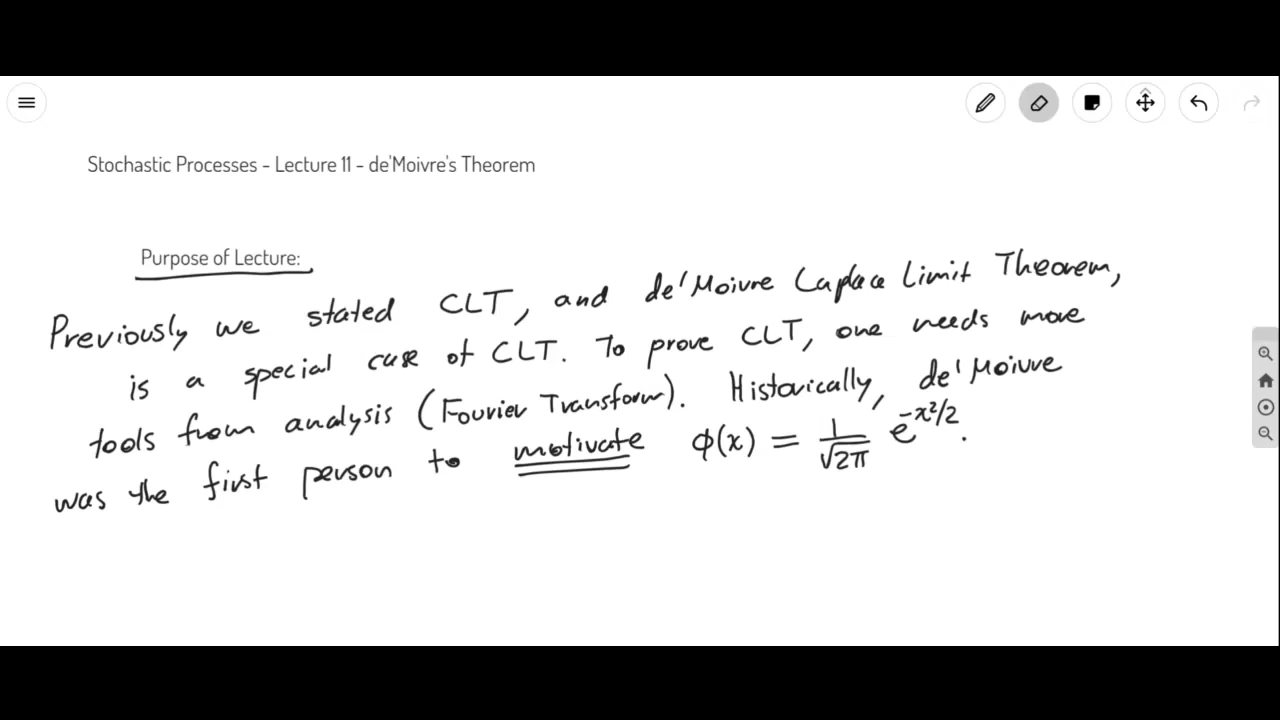 Stochastic Processes - Lecture 11 - de'Moivre's Theorem
Purpose of Lecture:
Previously we stated CLT, and de'Moivre Laplace Limit Theorem,
is a special case of CLT. To prove CLT, one needs more
tools from analysis (Fourier Transform). Historically, de'Moivre
was the first person to motivate φ(x) = 1/√2π e^-x²/2.